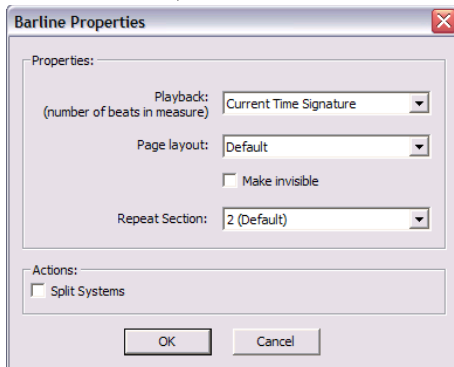 Barline Properties
Properties:
Playback:
(number of beats in measure)
Current Time Signature
Page layout:
Default
Make invisible
Repeat Section:
2 (Default)
Actions:
Split Systems
OK
Cancel